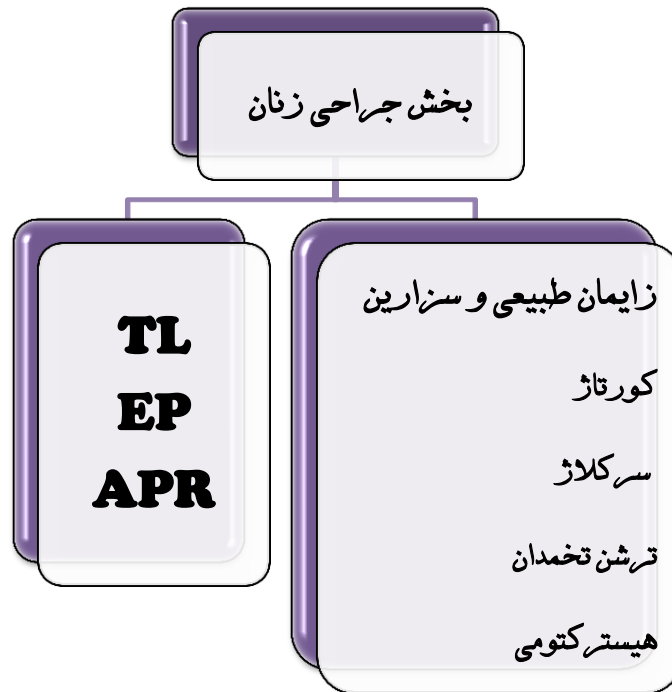 بخش جراحی زنان
زایمان طبیعی و سزارین
کورتاژ
سرکلاژ
ترشن تخمدان
هیسترکتومی
TL
EP
APR